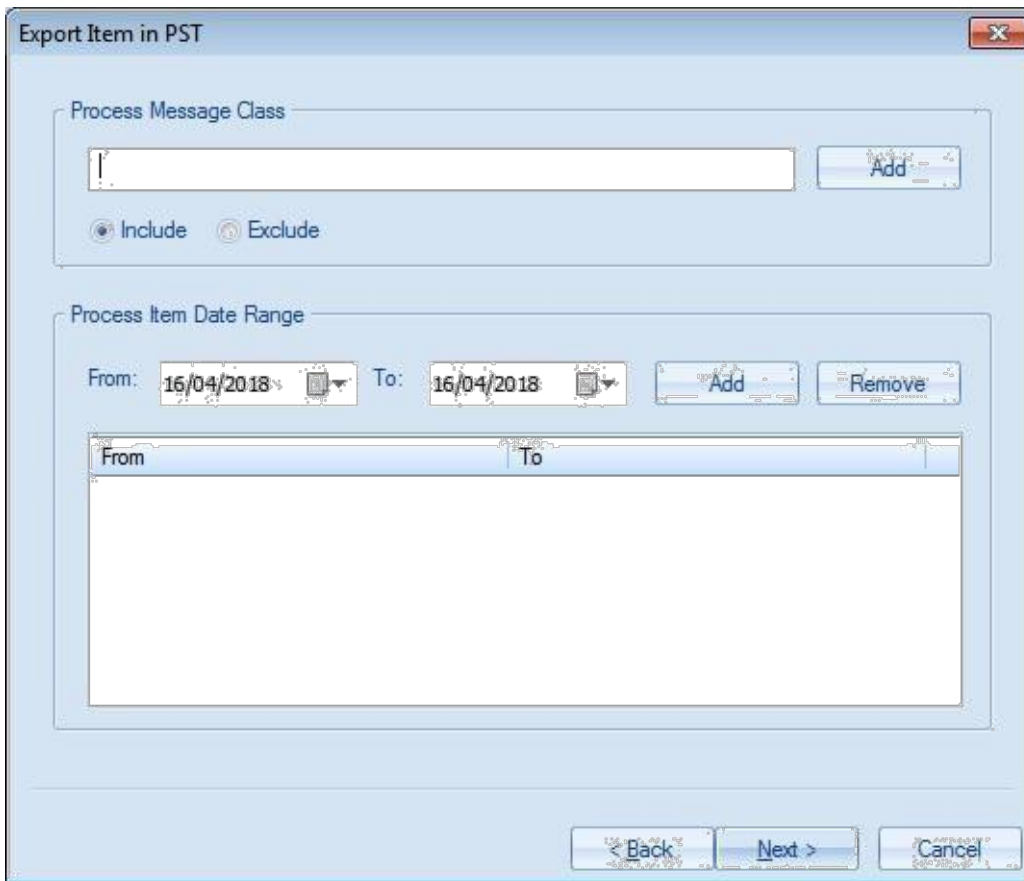 Export Item in PST
Process Message Class
Add
Include Exclude
Process Item Date Range
From: 16/04/2018 To: 16/04/2018 Add Remove
From To
< Back Next > Cancel